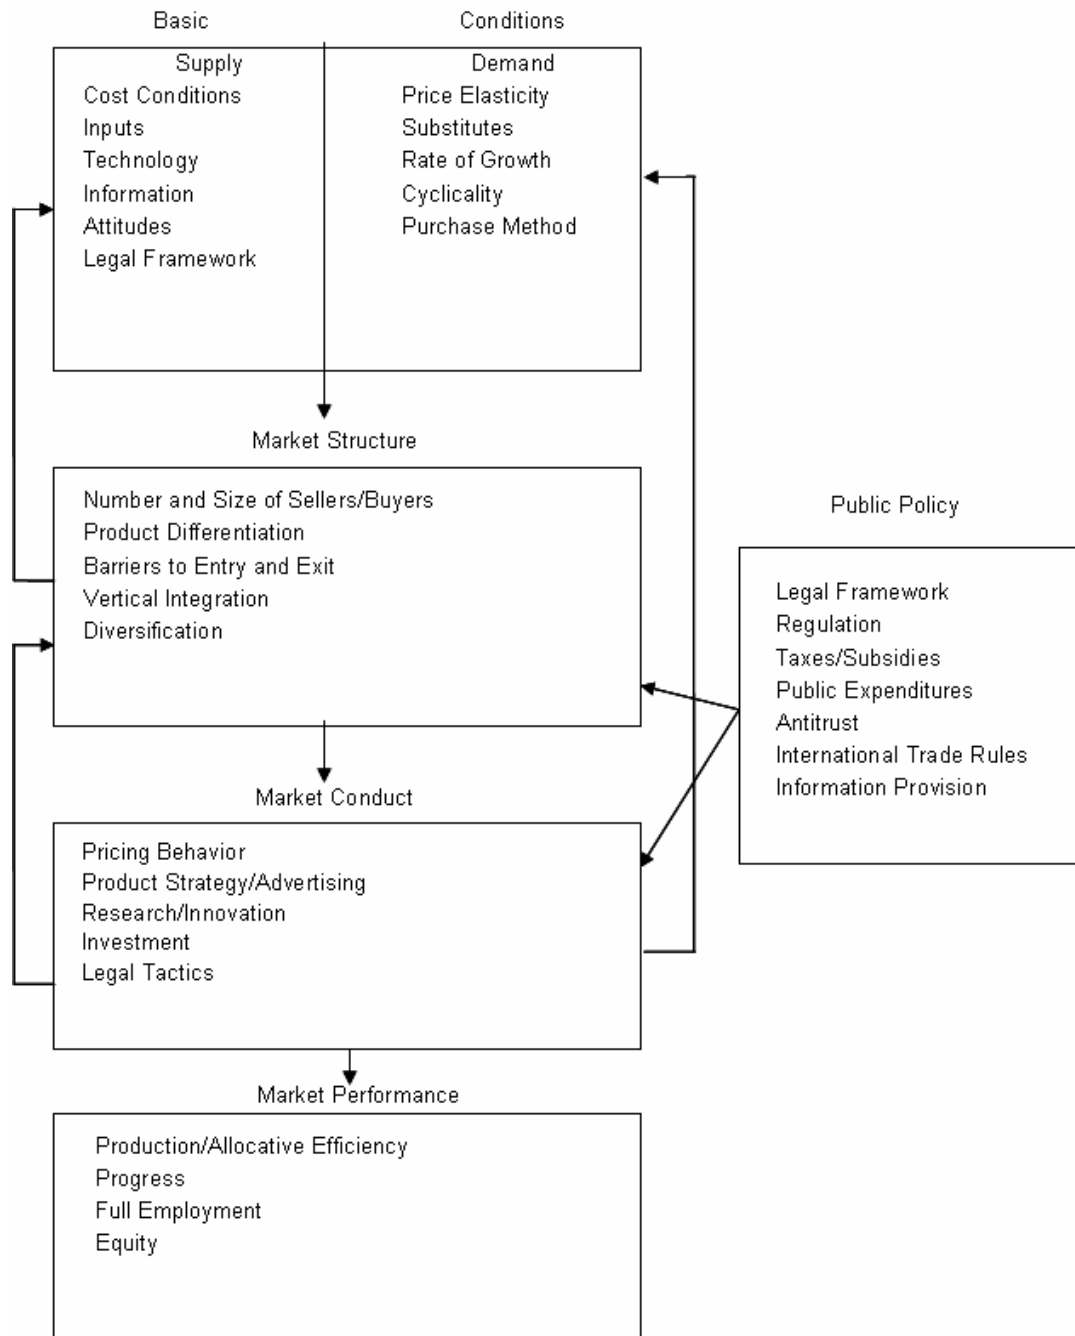 Basic Conditions
Supply
Cost Conditions
Inputs
Technology
Information
Attitudes
Legal Framework
Demand
Price Elasticity
Substitutes
Rate of Growth
Cyclicality
Purchase Method
Market Structure
Number and Size of Sellers/Buyers
Product Differentiation
Barriers to Entry and Exit
Vertical Integration
Diversification
Public Policy
Legal Framework
Regulation
Taxes/Subsidies
Public Expenditures
Antitrust
International Trade Rules
Information Provision
Market Conduct
Pricing Behavior
Product Strategy/Advertising
Research/Innovation
Investment
Legal Tactics
Market Performance
Production/Allocative Efficiency
Progress
Full Employment
Equity